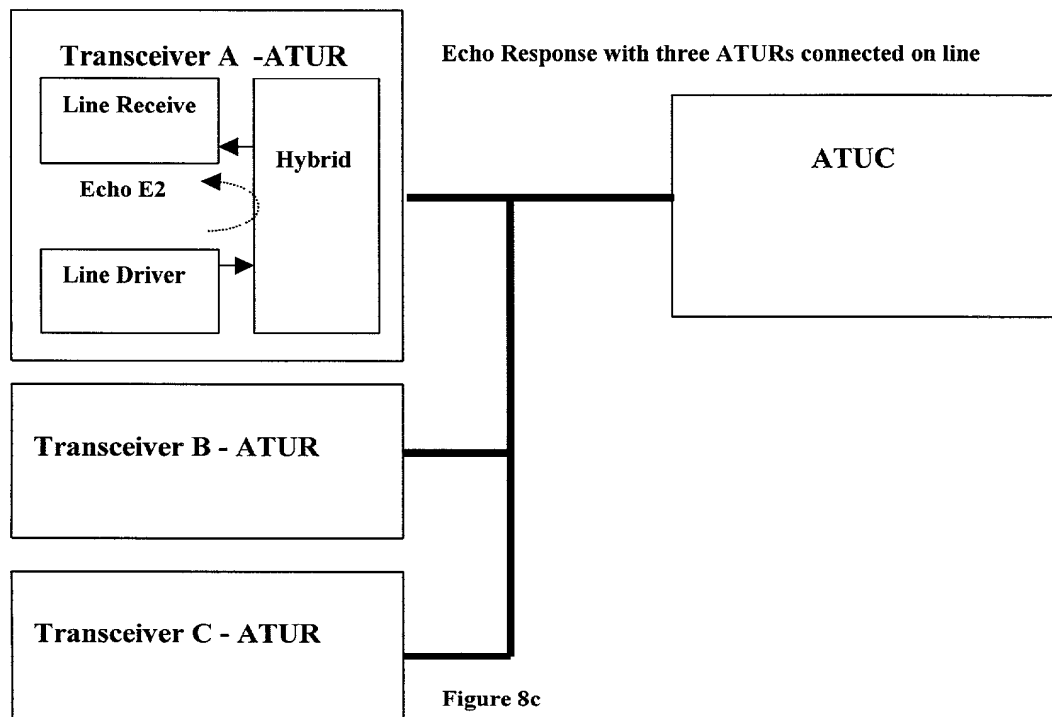 Transceiver A -ATUR
Line Receive
Hybrid
Echo E2
Line Driver
Echo Response with three ATURs connected on line
ATUC
Transceiver B - ATUR
Transceiver C - ATUR
Figure 8c